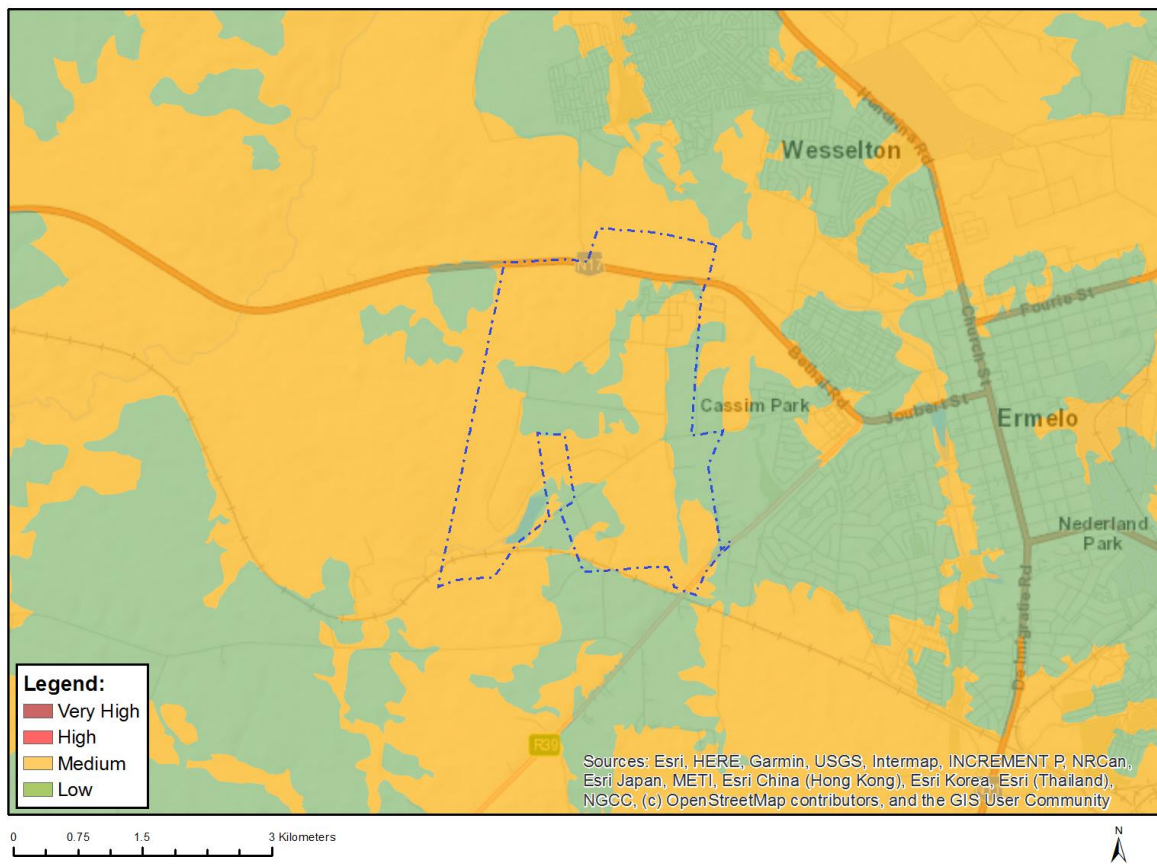 Wesselton
Hendrina Rd
N17
Fourie St
Church St
Bethal Rd
Cassim Park
Joubert St
Ermelo
Nederland
Park
De Imigratie Rd
R39
Legend:
Very High
High
Medium
Low
Sources: Esri, HERE, Garmin, USGS, Intermap, INCREMENT P, NRCan,
Esri Japan, METI, Esri China (Hong Kong), Esri Korea, Esri (Thailand),
NGCC, (c) OpenStreetMap contributors, and the GIS User Community
0 0.75 1.5 3 Kilometers
N